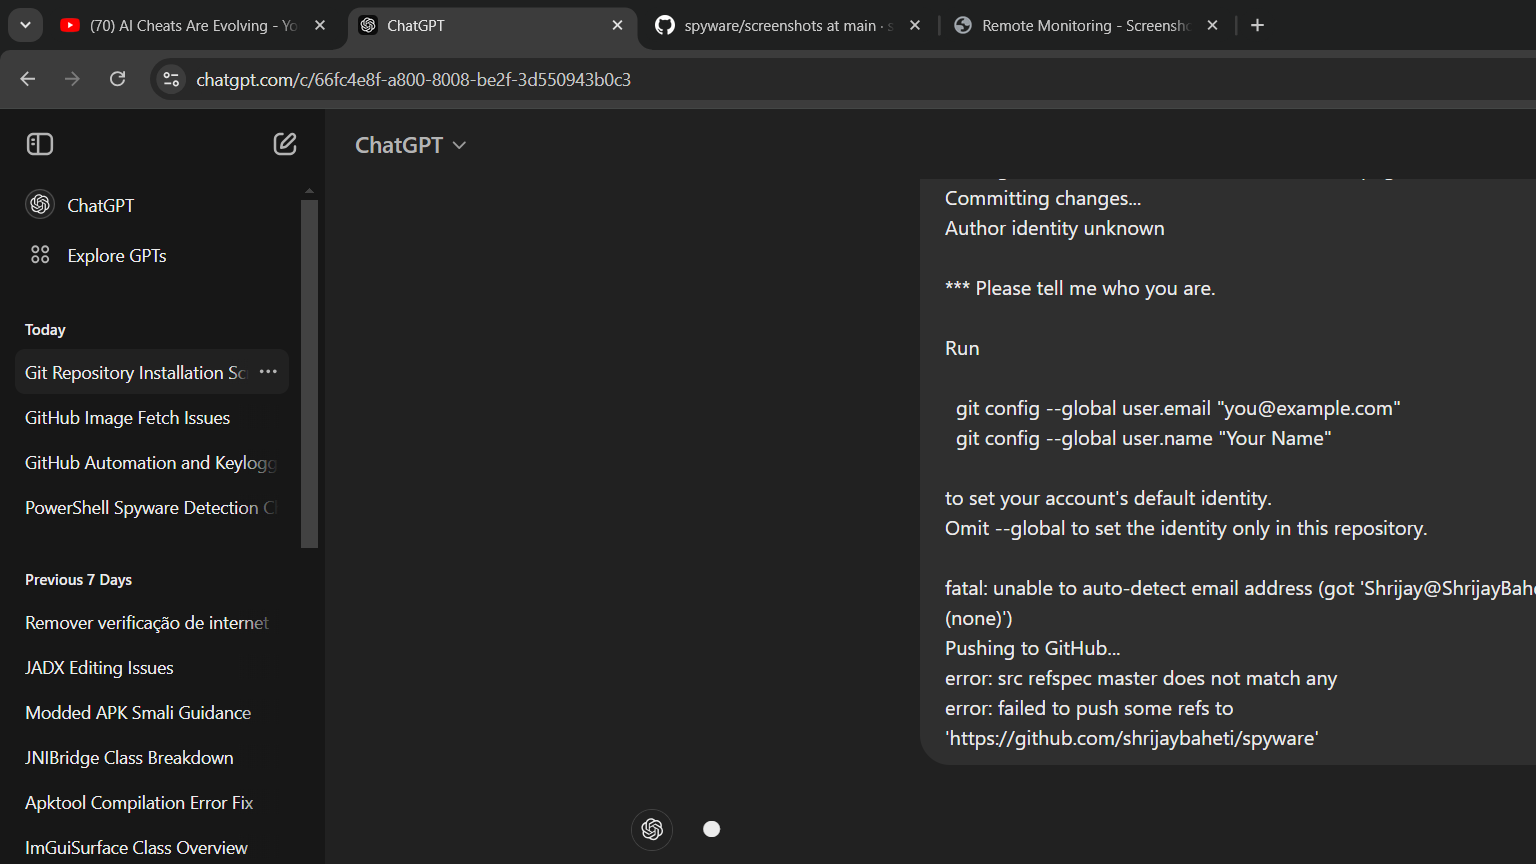 (70) AI Cheats Are Evolving - Yo
ChatGPT
spyware/screenshots at main · s
Remote Monitoring - Screensho
chatgpt.com/c/66fc4e8f-a800-8008-be2f-3d550943b0c3
ChatGPT
Explore GPTs
Today
Git Repository Installation Scr
GitHub Image Fetch Issues
GitHub Automation and Keylogg
PowerShell Spyware Detection Cl
Previous 7 Days
Remover verificação de internet
JADX Editing Issues
Modded APK Smali Guidance
JNIBridge Class Breakdown
Apktool Compilation Error Fix
ImGuiSurface Class Overview
ChatGPT
Committing changes...
Author identity unknown
*** Please tell me who you are.
Run
git config --global user.email "you@example.com"
git config --global user.name "Your Name"
to set your account's default identity.
Omit --global to set the identity only in this repository.
fatal: unable to auto-detect email address (got 'Shrijay@ShrijayBahe
(none)')
Pushing to GitHub...
error: src refspec master does not match any
error: failed to push some refs to
'https://github.com/shrijaybaheti/spyware'